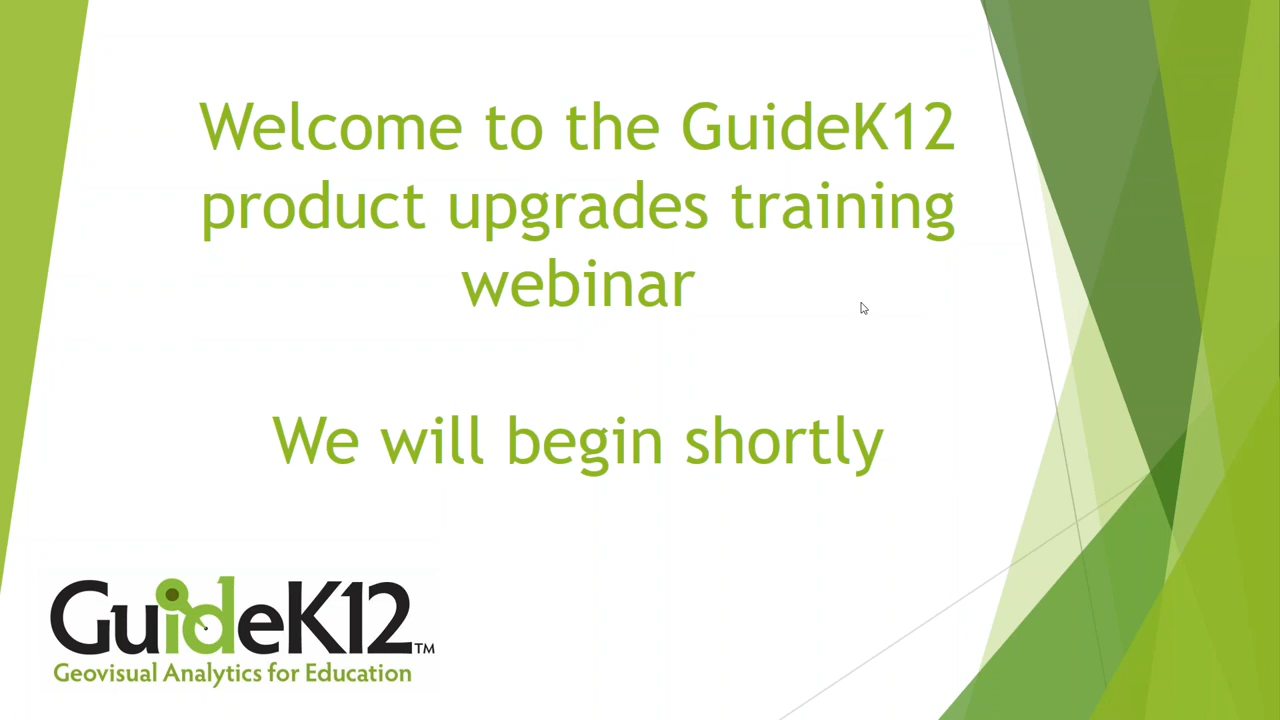 Welcome to the GuideK12
product upgrades training
webinar
We will begin shortly
GuideK12™
Geovisual Analytics for Education